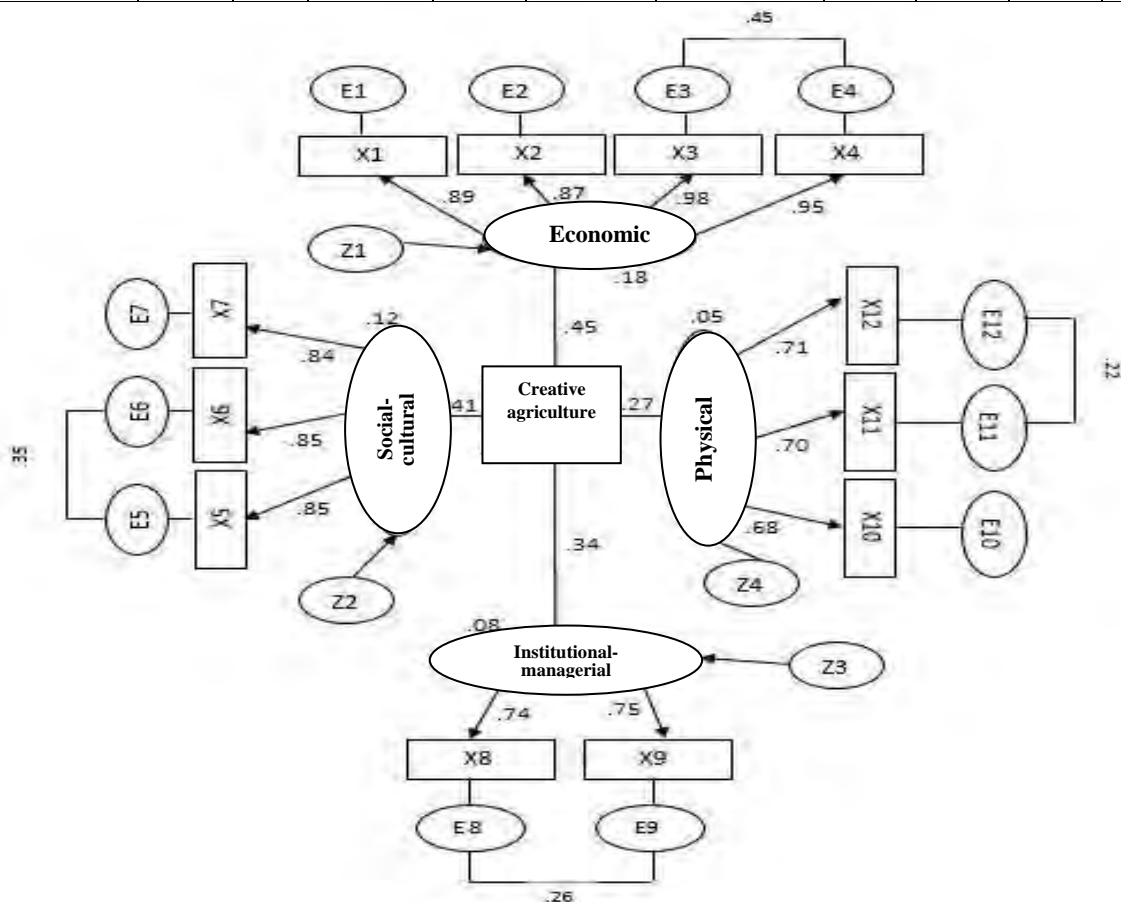 .45
E1
E2
E3
E4
X1
X2
X3
X4
.89
.87
.98
.95
Economic
Z1
.18
E7
X7
.12
.05
X12
E12
.45
.84
.71
Creative
agriculture
.22
E6
X6
Social-
cultural
41
.27
Physical
X11
E11
.85
.70
.35
E5
X5
.85
.68
X10
E10
.34
Z2
Z4
.08
Institutional-
managerial
Z3
.74
.75
X8
X9
E8
E9
.26